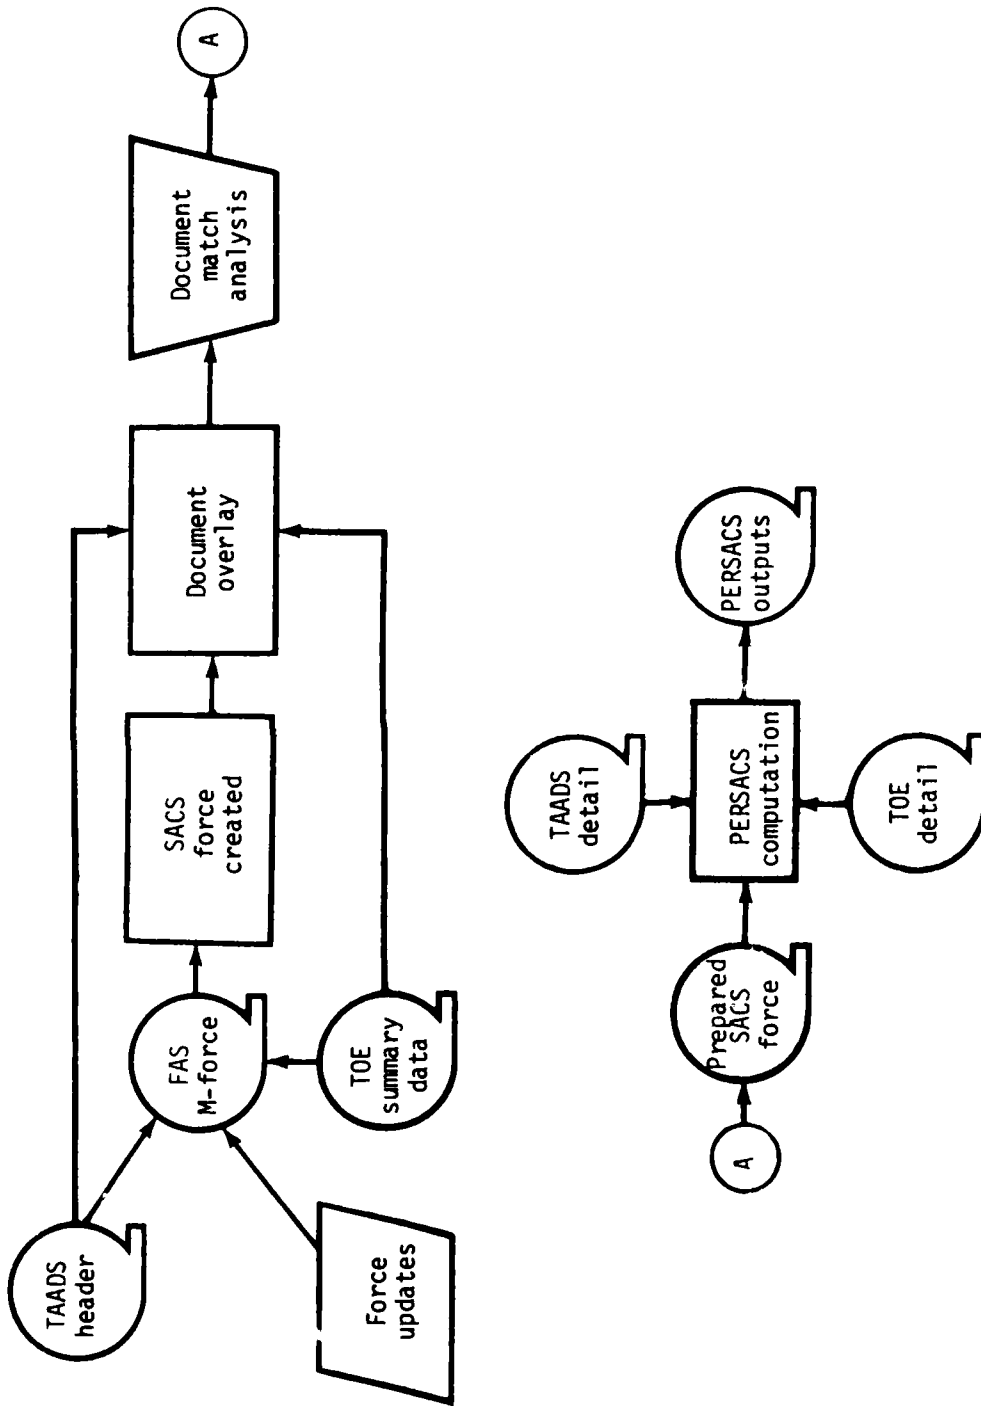 TAADS
header
Force
updates
FAS
M-force
TOE
summary
data
SACS
force
created
Document
overlay
Document
match
analysis
A
A
Prepared
SACS
force
TAADS
detail
PERSACS
computation
TOE
detail
PERSACS
outputs